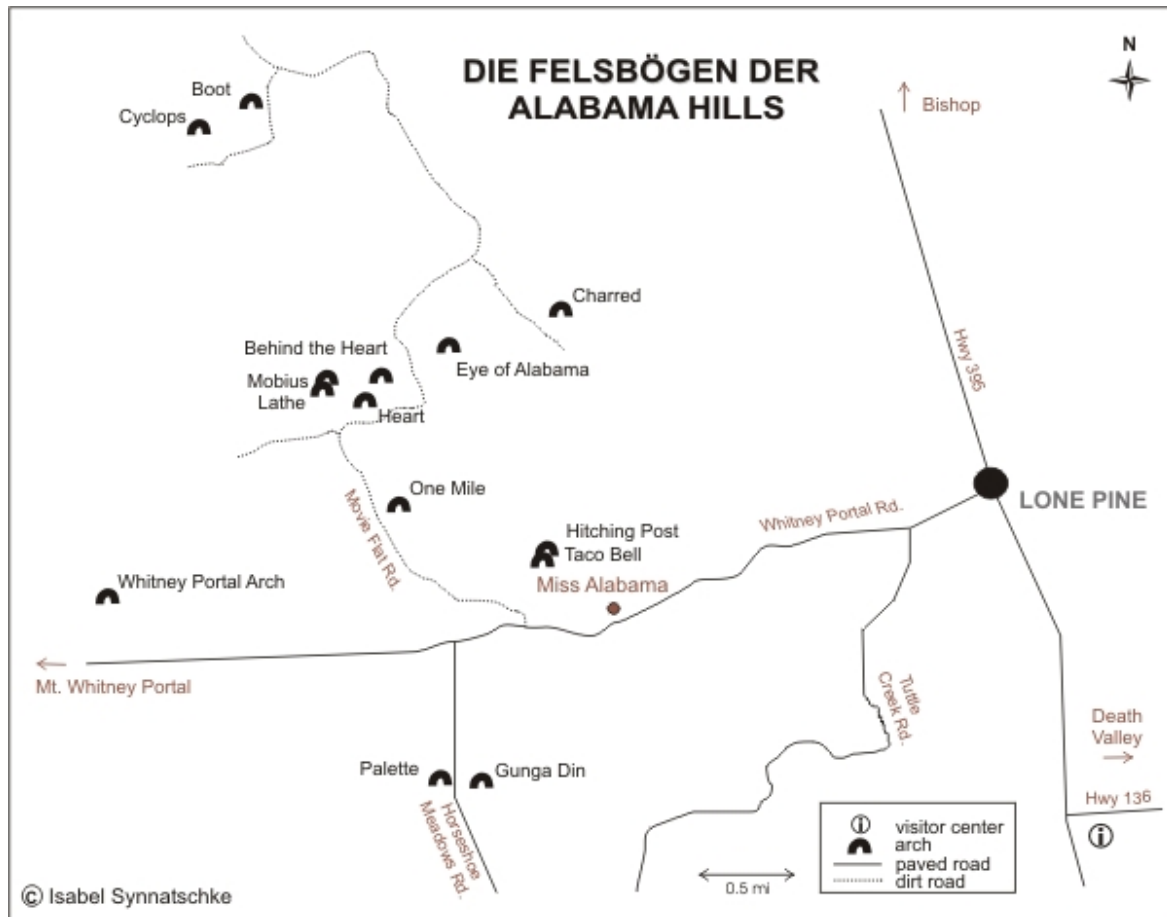 DIE FELSBÖGEN DER
ALABAMA HILLS
N
Bishop
Boot
Cyclops
Charred
Hwy 395
Behind the Heart
Eye of Alabama
Mobius
Lathe
Heart
One Mile
LONE PINE
Movie Flat Rd.
Whitney Portal Rd.
Hitching Post
Taco Bell
Miss Alabama
Whitney Portal Arch
Mt. Whitney Portal
Tuttle
Creek Rd.
Death
Valley
Palette
Gunga Din
Hwy 136
Horseshoe
Meadows Rd.
visitor center
arch
paved road
dirt road
0.5 mi
© Isabel Synnatschke